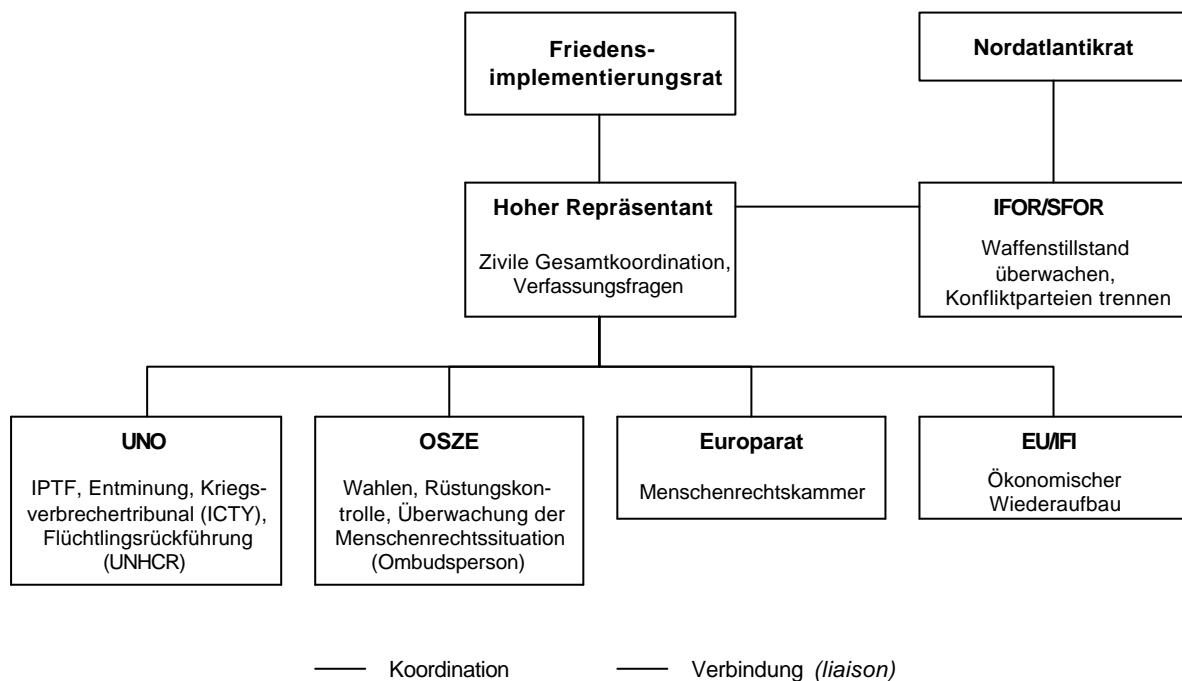 Friedens-
implementierungsrat
Nordatlantikrat
Hoher Repräsentant
Zivile Gesamtkoordination,
Verfassungsfragen
IFOR/SFOR
Waffenstillstand
überwachen,
Konfliktparteien trennen
UNO
IPTF, Entminung, Kriegs-
verbrechertribunal (ICTY),
Flüchtlingsrückführung
(UNHCR)
OSZE
Wahlen, Rüstungskon-
trolle, Überwachung der
Menschenrechtssituation
(Ombudsperson)
Europarat
Menschenrechtskammer
EU/IFI
Ökonomischer
Wiederaufbau
Koordination
Verbindung (liaison)